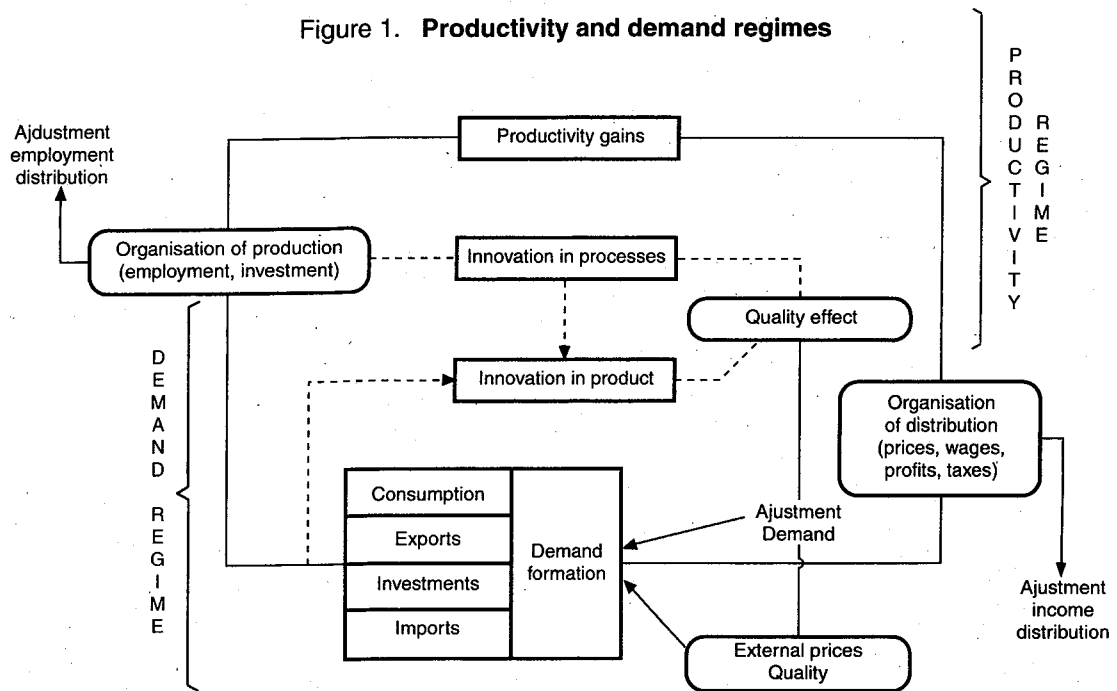 Figure 1. Productivity and demand regimes
PRODUCTIVITY
REGIME
Productivity gains
Ajdustment
employment
distribution
Organisation of production
(employment, investment)
Innovation in processes
Quality effect
Innovation in product
DEMAND REGIME
Organisation
of distribution
(prices, wages,
profits, taxes)
Consumption
Exports
Investments
Imports
Demand
formation
Ajustment
Demand
External prices
Quality
Ajustment
income
distribution